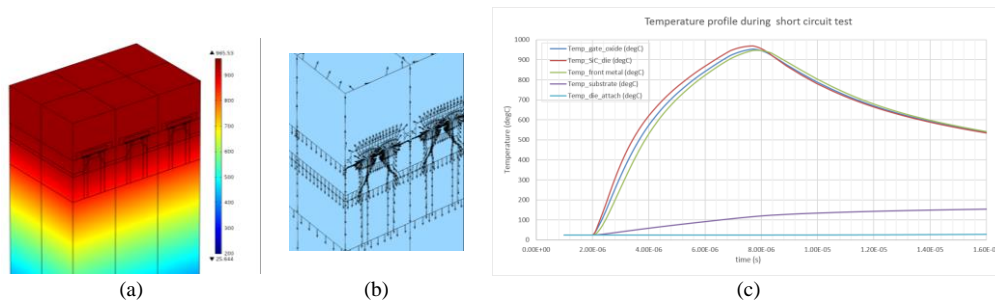 ▲ 965.53
900
800
700
600
500
400
300
200
▼ 25.644
(a)
(b)
Temperature profile during short circuit test
Temperature (degC)
1000
900
800
700
600
500
400
300
200
100
0
Temp_gate_oxide (degC)
Temp_SiC_die (degC)
Temp_front metal (degC)
Temp_substrate (degC)
Temp_die_attach (degC)
0.00E+00 2.00E-06 4.00E-06 6.00E-06 8.00E-06 1.00E-05 1.20E-05 1.40E-05 1.60E-0
time (s)
(c)